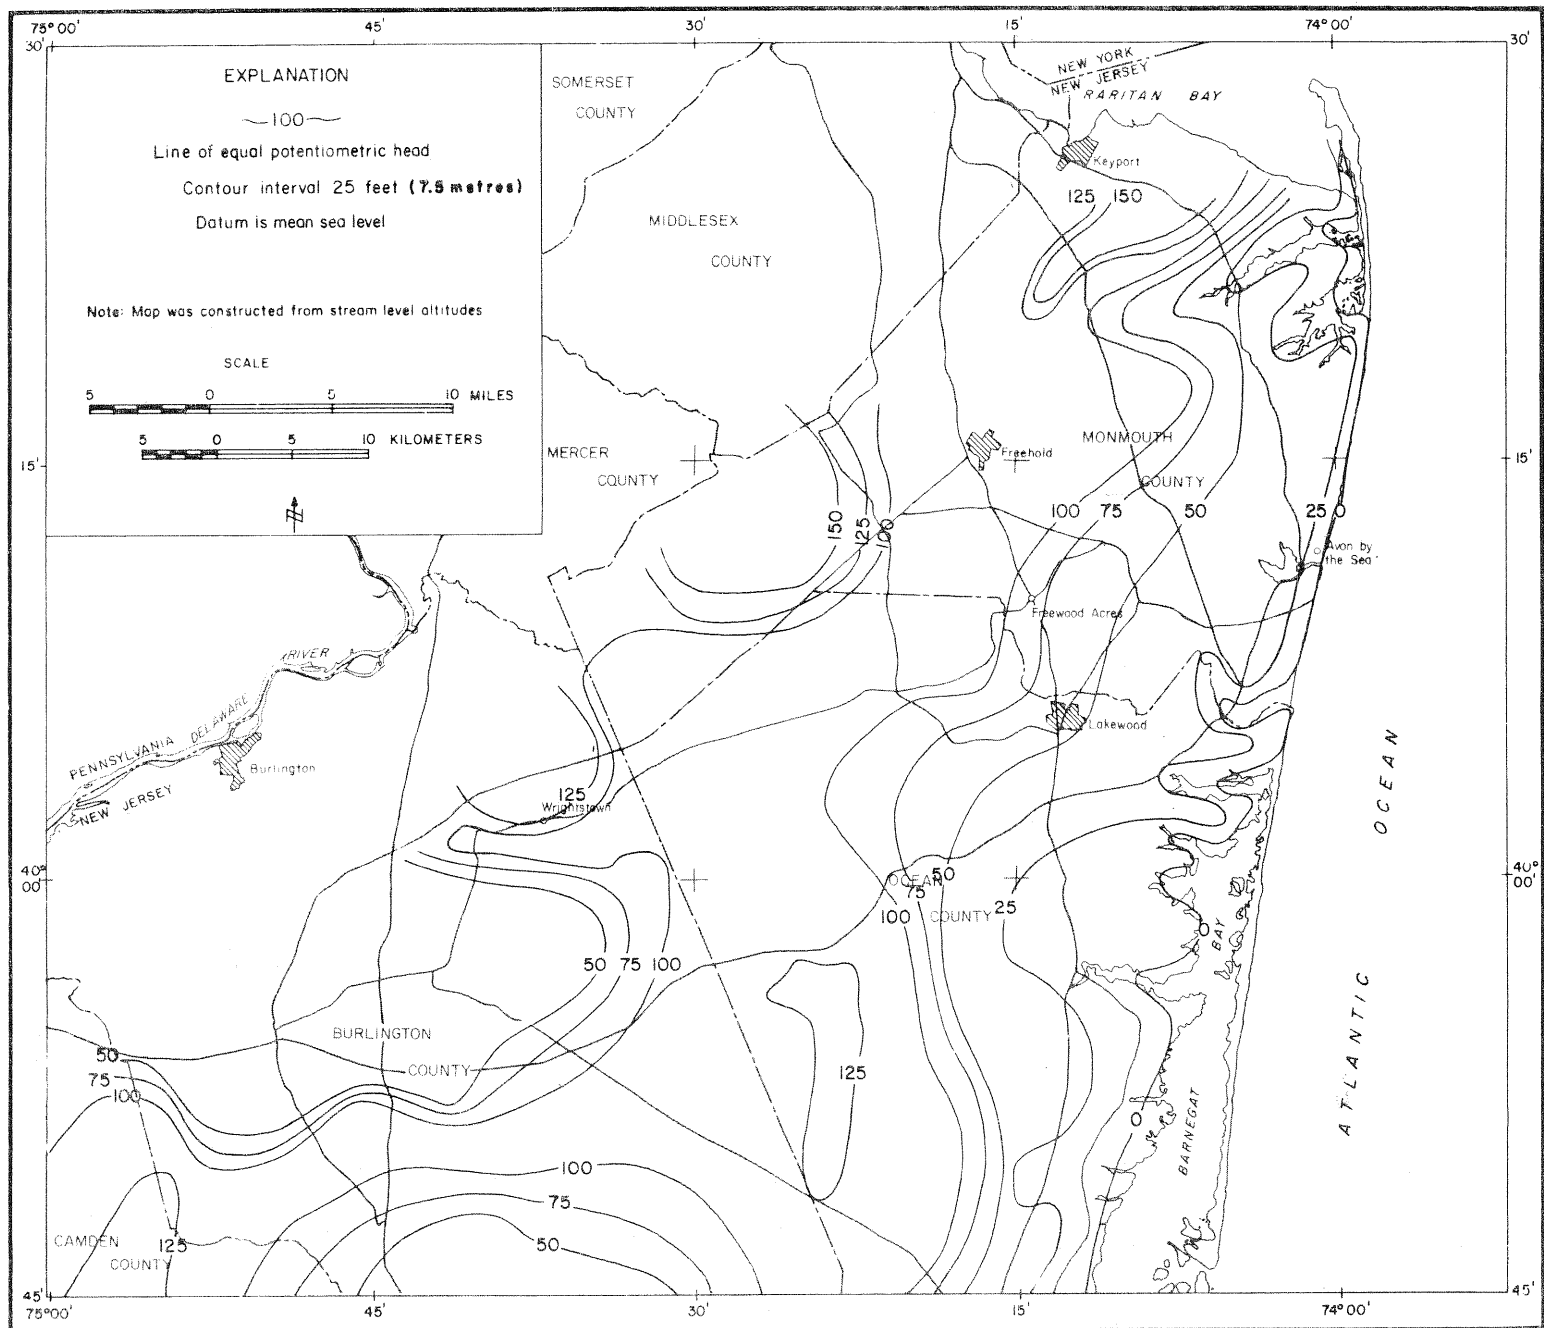 75°00'
45'
30'
15'
74°00'
30'
30'
EXPLANATION
100
Line of equal potentiometric head
Contour interval 25 feet (7.5 metres)
Datum is mean sea level
Note: Map was constructed from stream level altitudes
SCALE
5 0 5 10 MILES
5 0 5 10 KILOMETERS
SOMERSET
COUNTY
NEW YORK
NEW JERSEY
RARITAN BAY
Keyport
125 150
MIDDLESEX
COUNTY
MERCER
COUNTY
15'
15'
Freehold
MONMOUTH
COUNTY
150
125
100
100 75 50 25 0
Avon by
the Sea
Freewood Acres
RIVER
DELAWARE
PENNSYLVANIA
NEW JERSEY
Burlington
Lakewood
125
Wrightstown
OCEAN
ATLANTIC
40°
00'
40°
00'
OCEAN
COUNTY
50
75
100
25
0
BAY
BARNEGAT
50 75 100
BURLINGTON
COUNTY
50
75
100
125
0
100
75
50
CAMDEN
COUNTY
125
45'
45'
75°00'
45'
30'
15'
74°00'